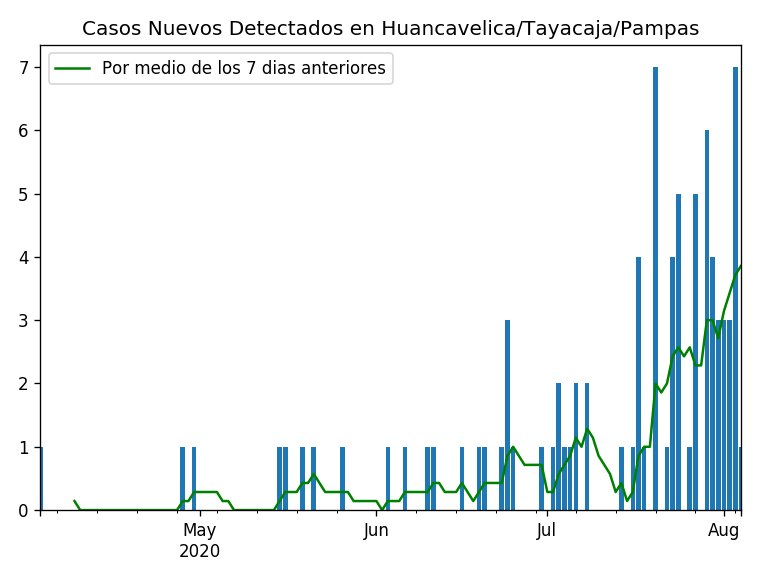 Casos Nuevos Detectados en Huancavelica/Tayacaja/Pampas
Por medio de los 7 dias anteriores
7
6
5
4
3
2
1
0
May
2020
Jun
Jul
Aug